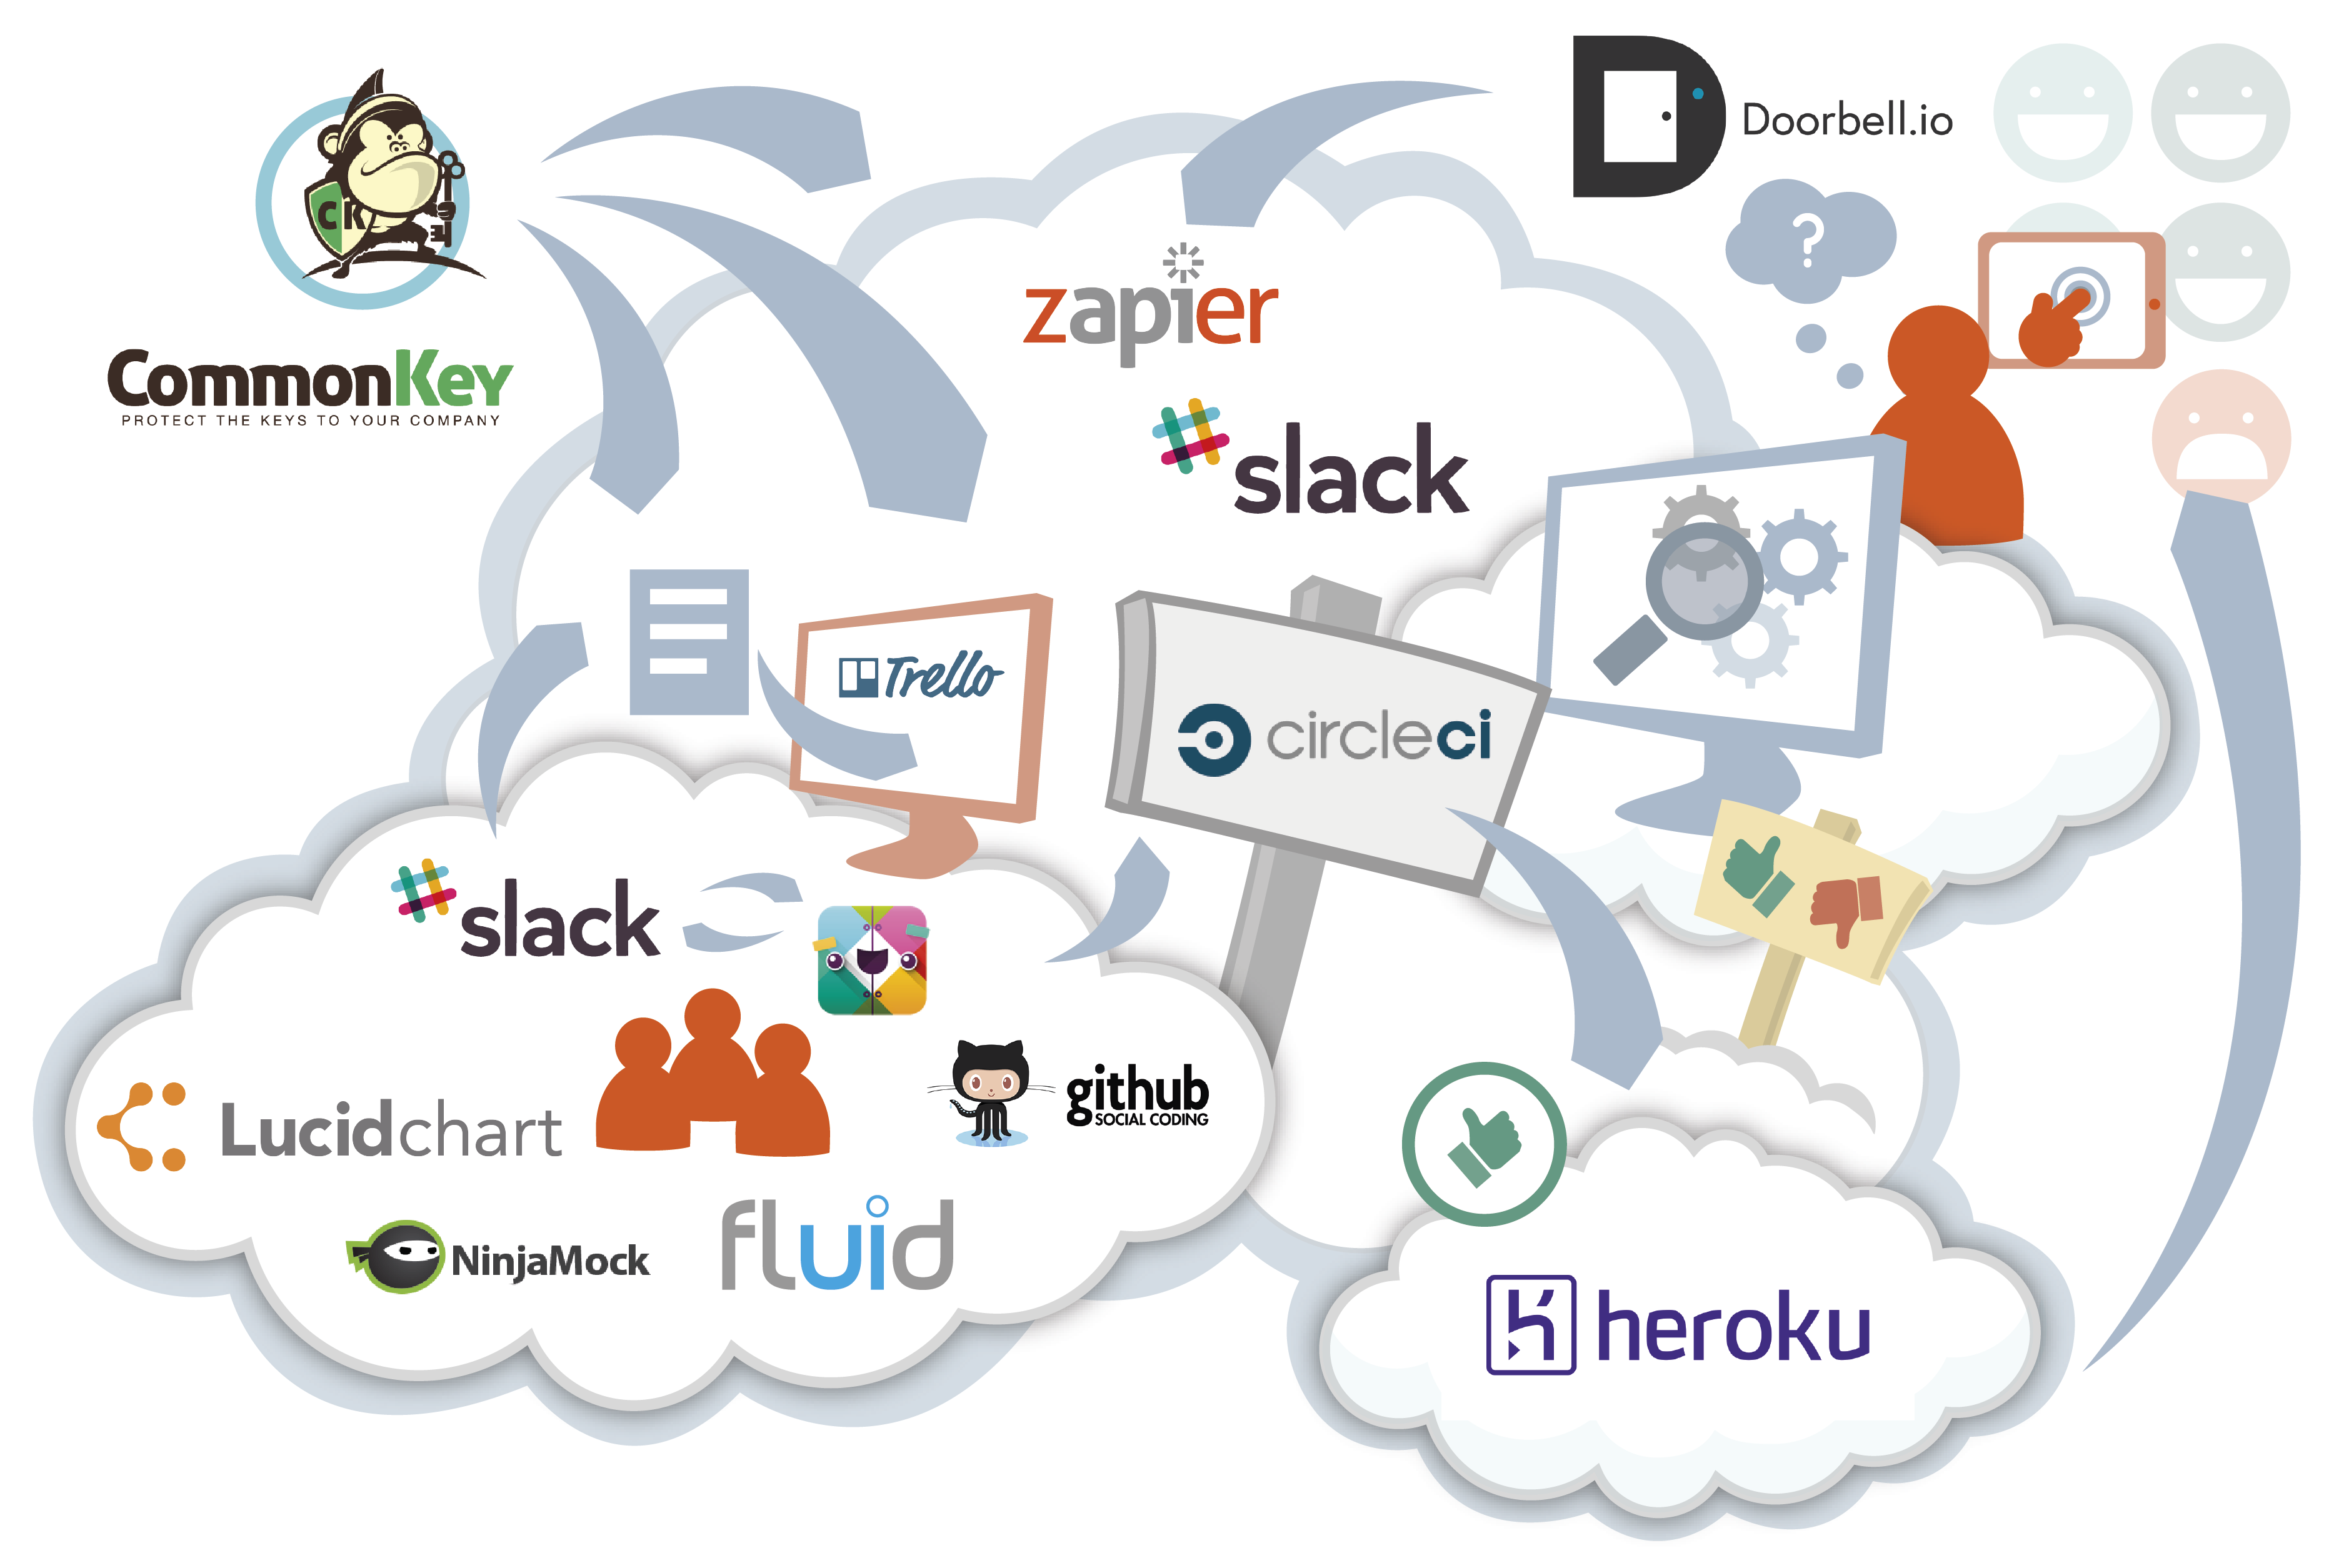 Doorbell.io
?
CK
CommonKey
PROTECT THE KEYS TO YOUR COMPANY
zapier
slack
Trello
circleci
slack
Lucidchart
github
SOCIAL CODING
NinjaMock
fluid
heroku